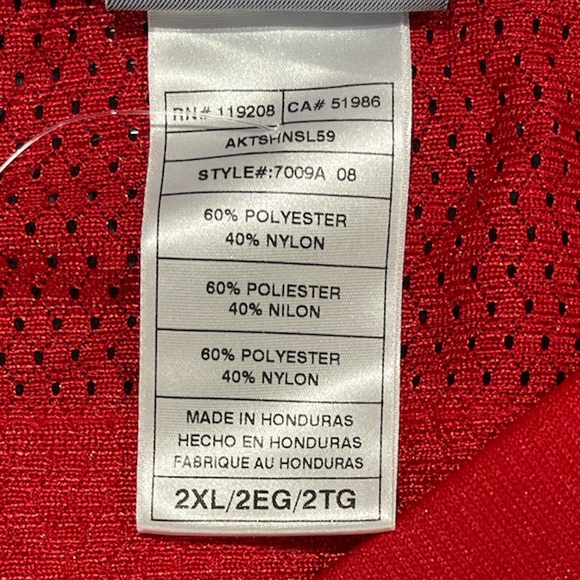 RN# 119208 CA# 51986
AKTSHNSL59
STYLE#:7009A 08
60% POLYESTER
40% NYLON
60% POLIESTER
40% NILON
60% POLYESTER
40% NYLON
MADE IN HONDURAS
HECHO EN HONDURAS
FABRIQUE AU HONDURAS
2XL/2EG/2TG